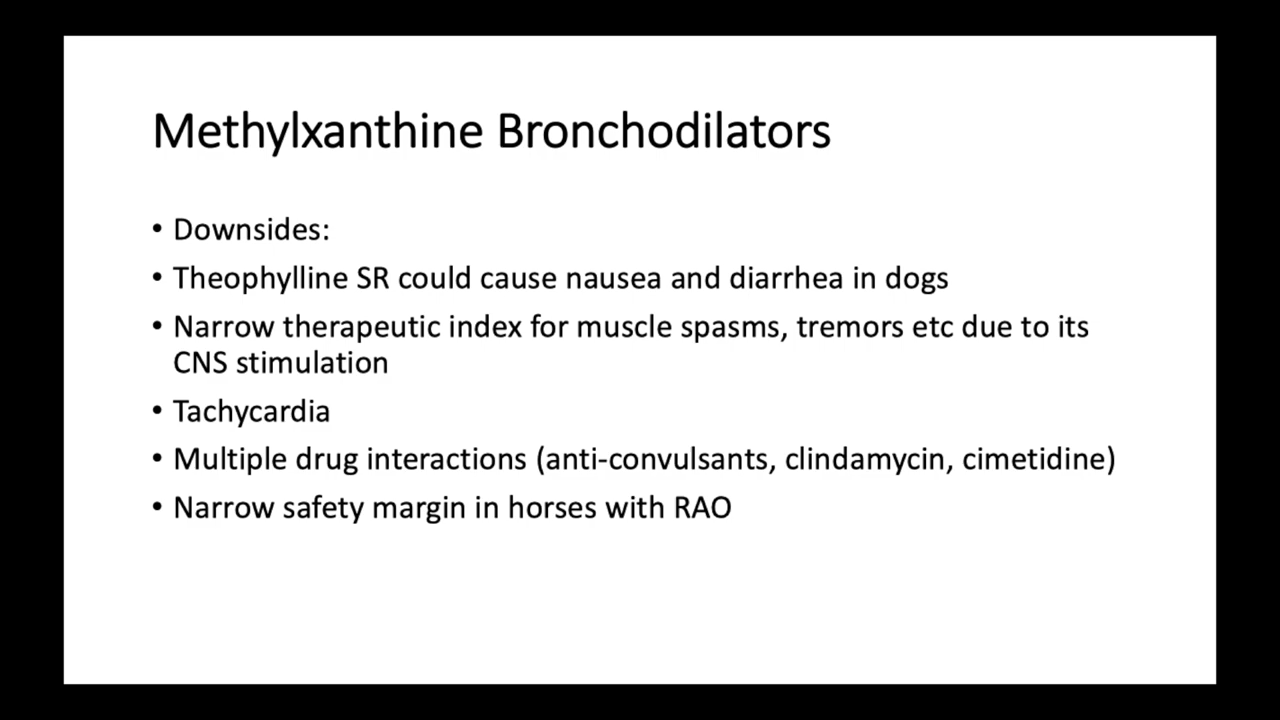 Methylxanthine Bronchodilators
• Downsides:
• Theophylline SR could cause nausea and diarrhea in dogs
• Narrow therapeutic index for muscle spasms, tremors etc due to its
CNS stimulation
• Tachycardia
• Multiple drug interactions (anti-convulsants, clindamycin, cimetidine)
• Narrow safety margin in horses with RAO